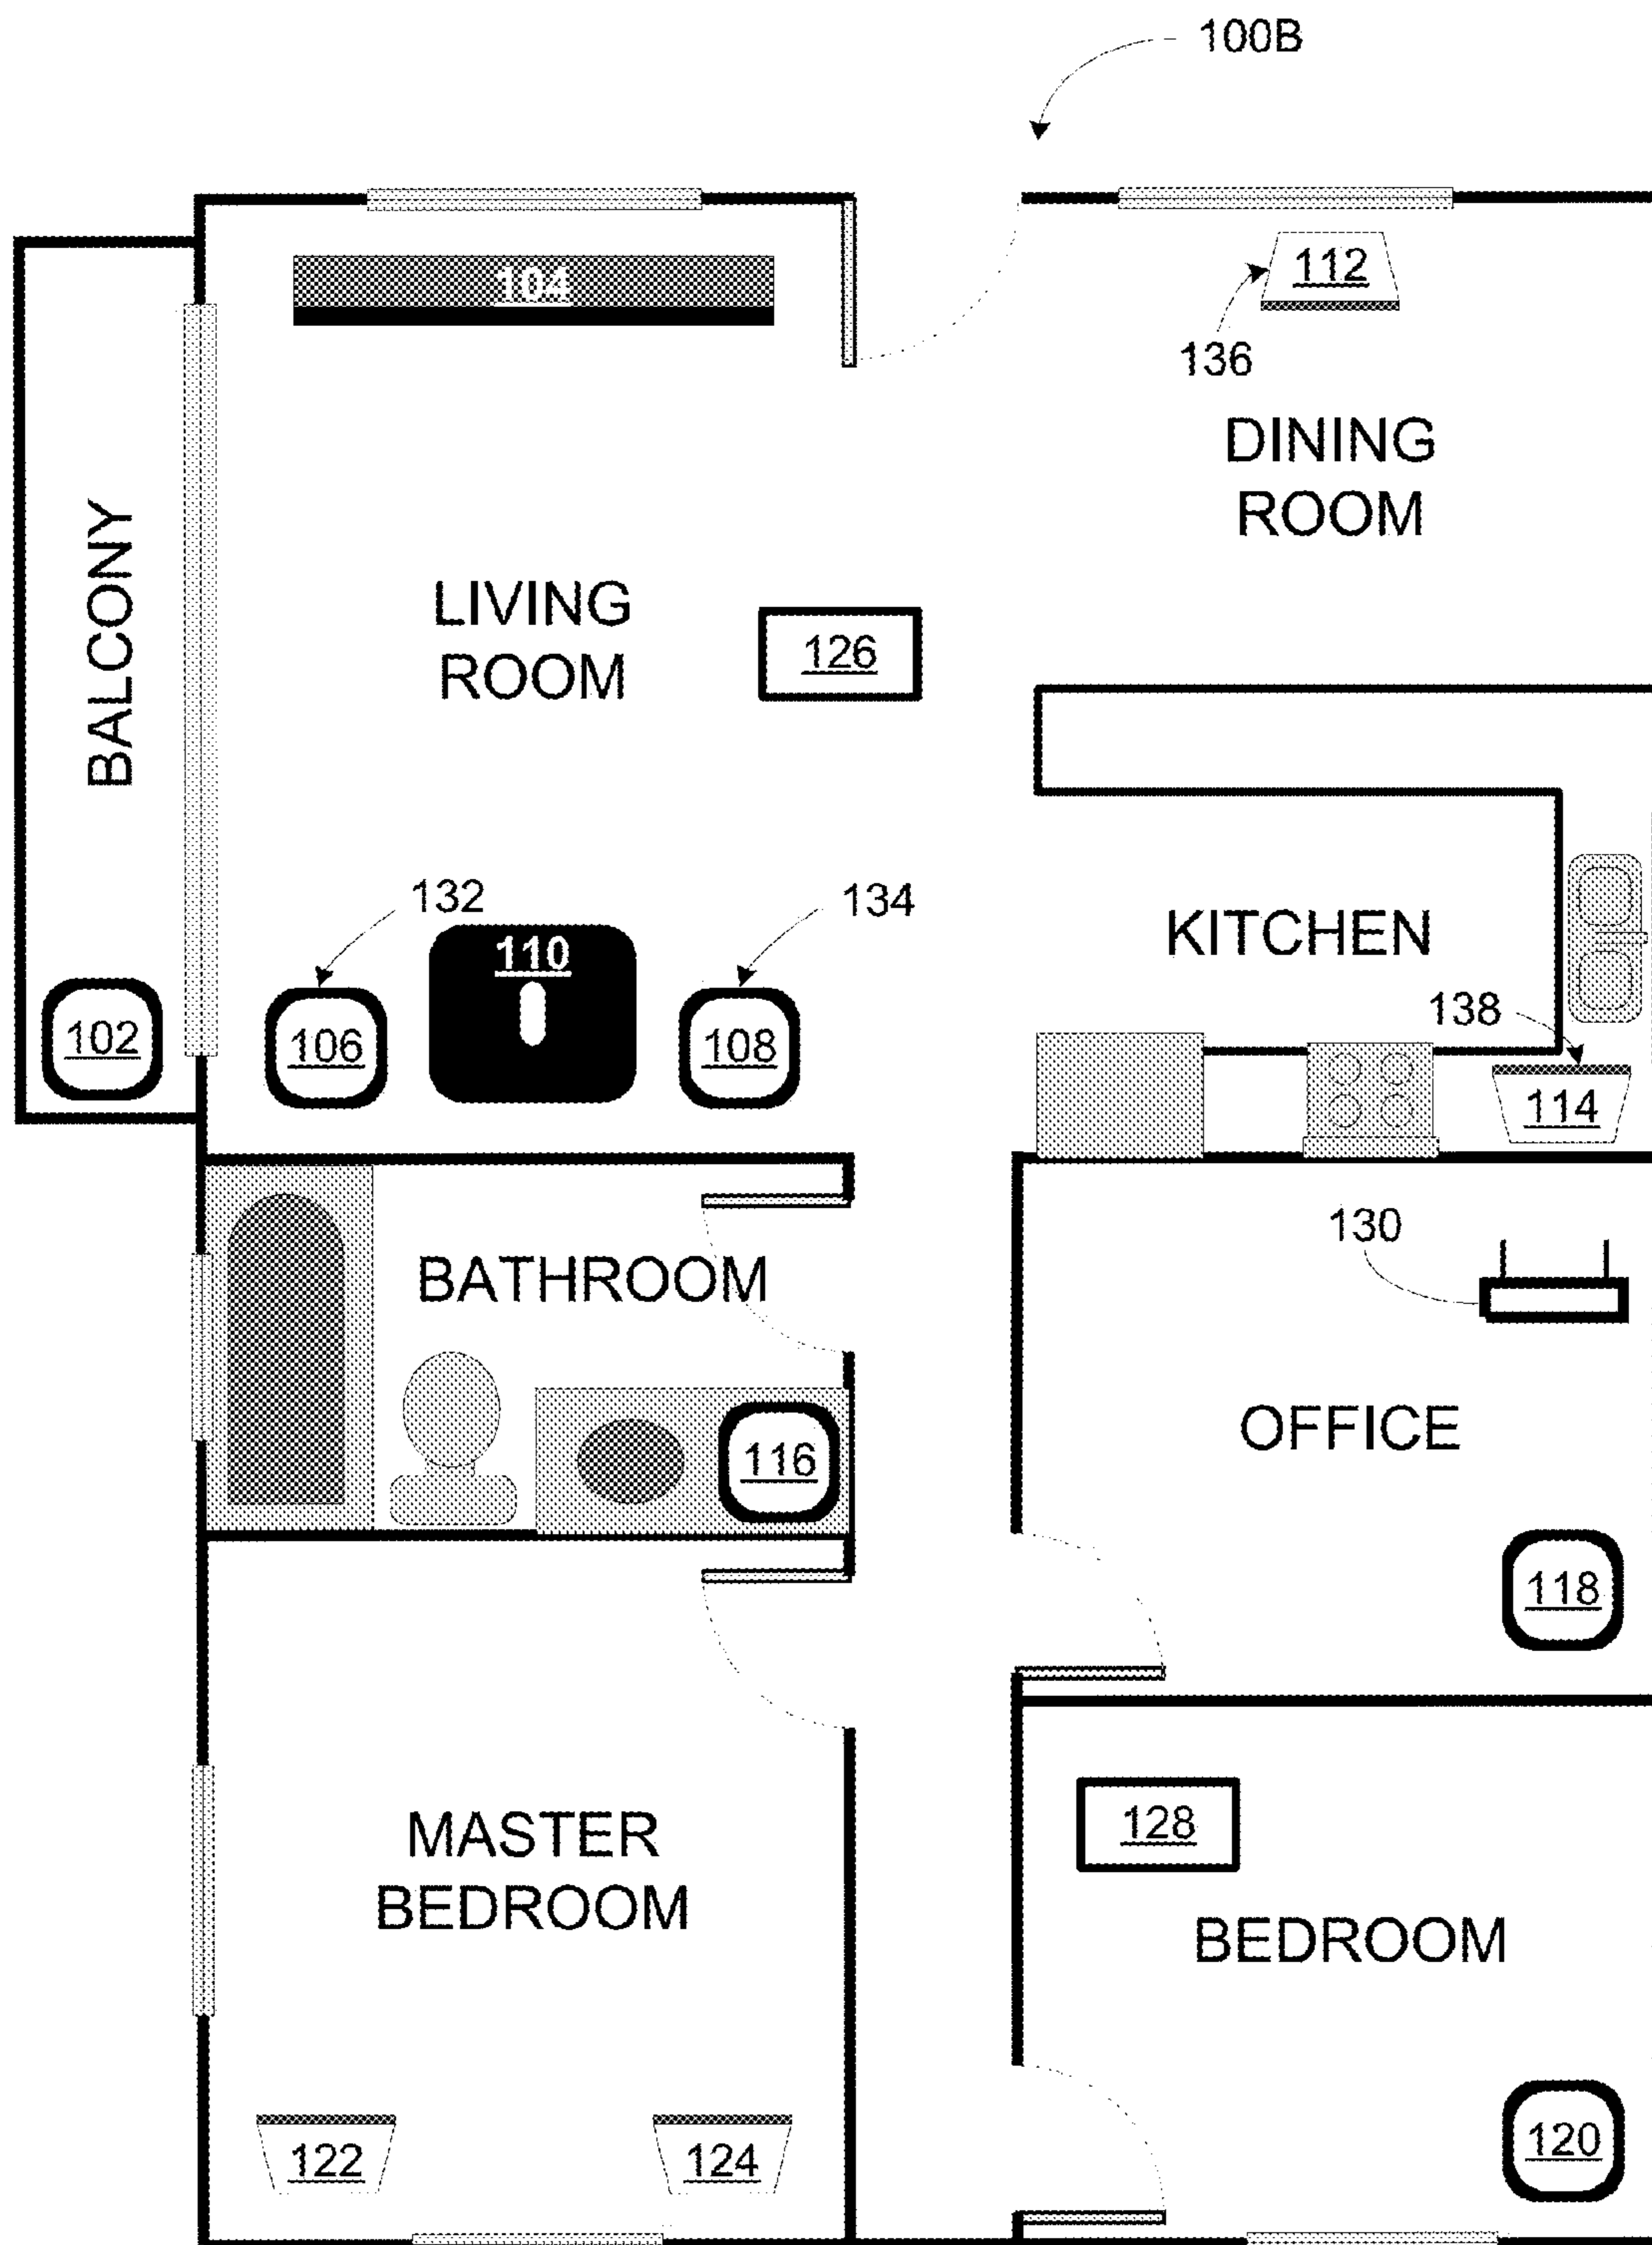 100B
104
112
136
DINING
ROOM
BALCONY
LIVING
ROOM
126
132
110
134
KITCHEN
102
106
108
138
114
130
BATHROOM
OFFICE
116
118
MASTER
BEDROOM
128
BEDROOM
122
124
120